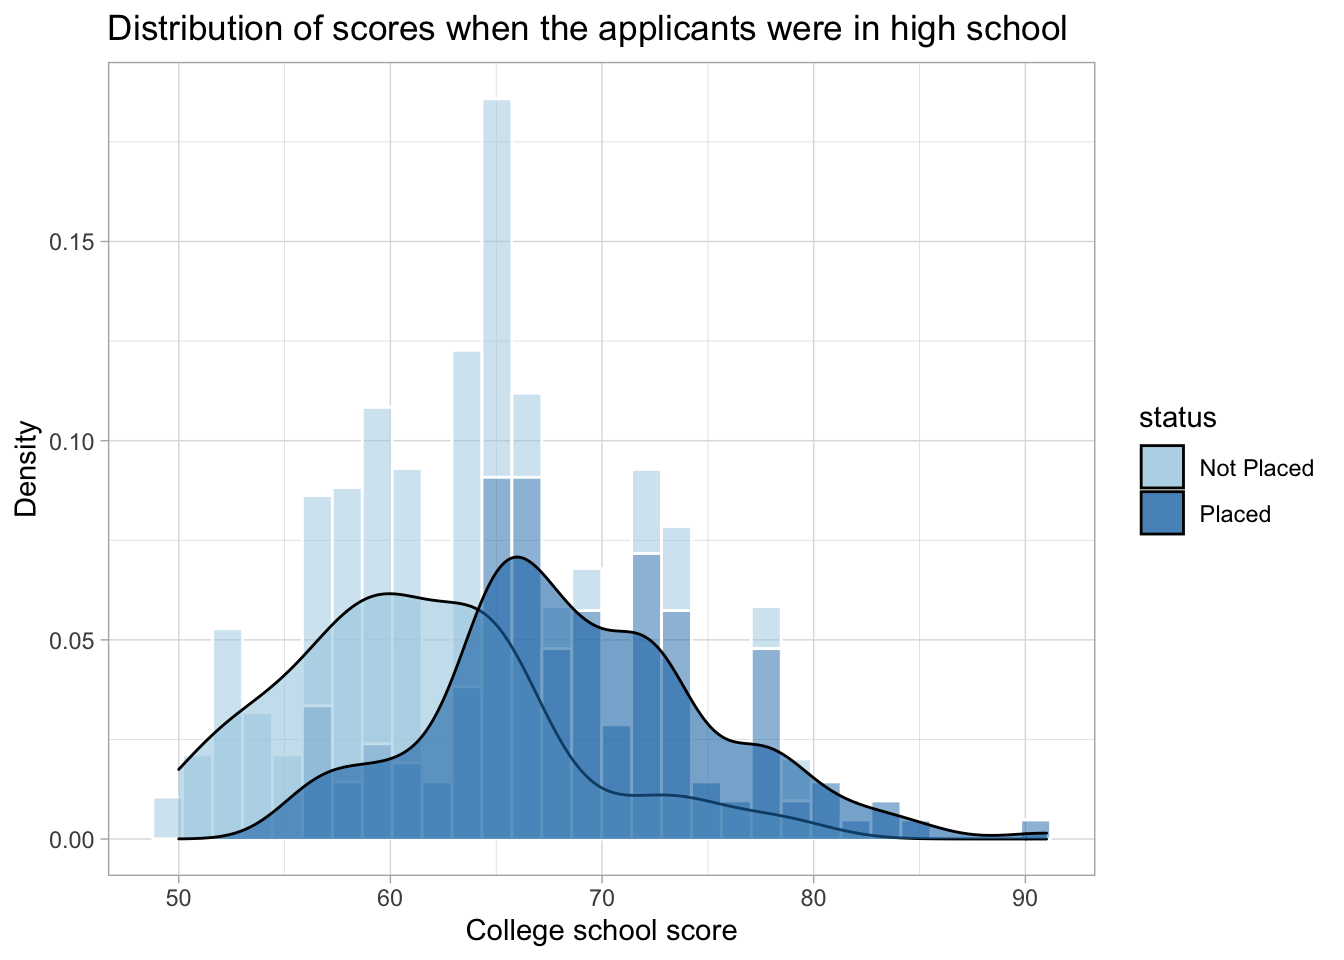 Distribution of scores when the applicants were in high school
Density
0.15
0.10
0.05
0.00
50 60 70 80 90
College school score
status
Not Placed
Placed